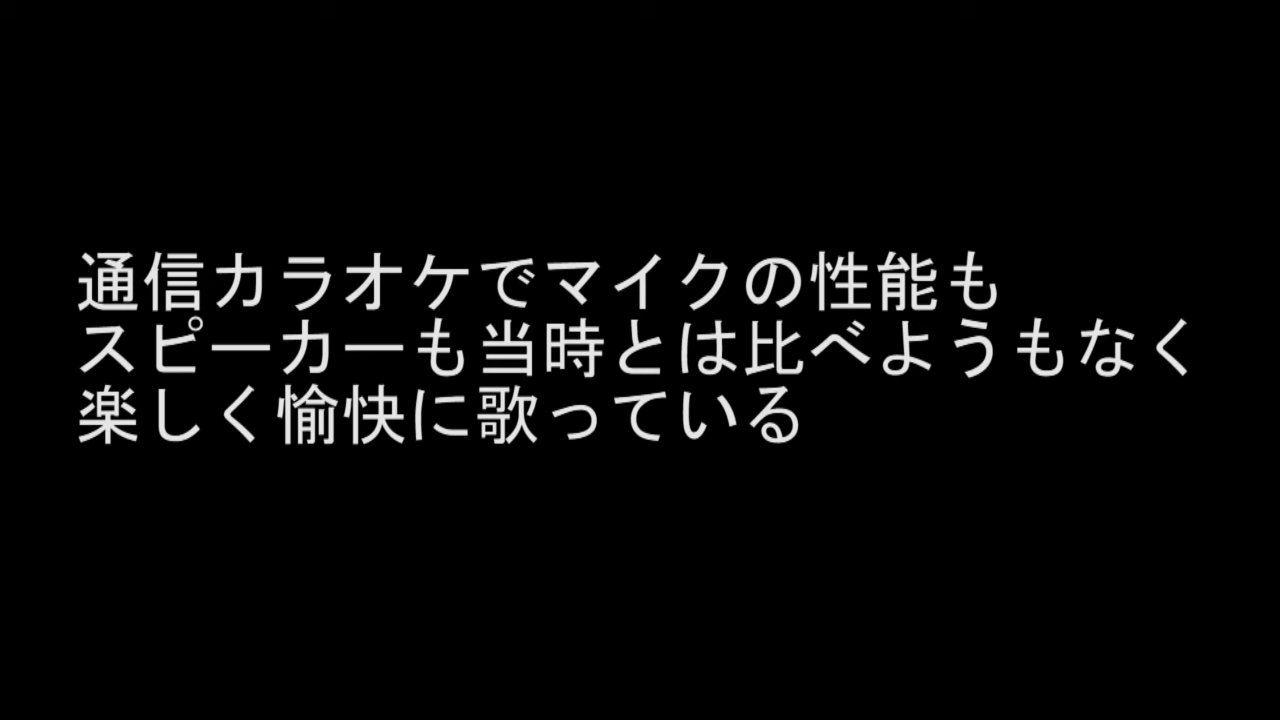 通信カラオケでマイクの性能も
スピーカーも当時とは比べようもなく
楽しく愉快に歌っている